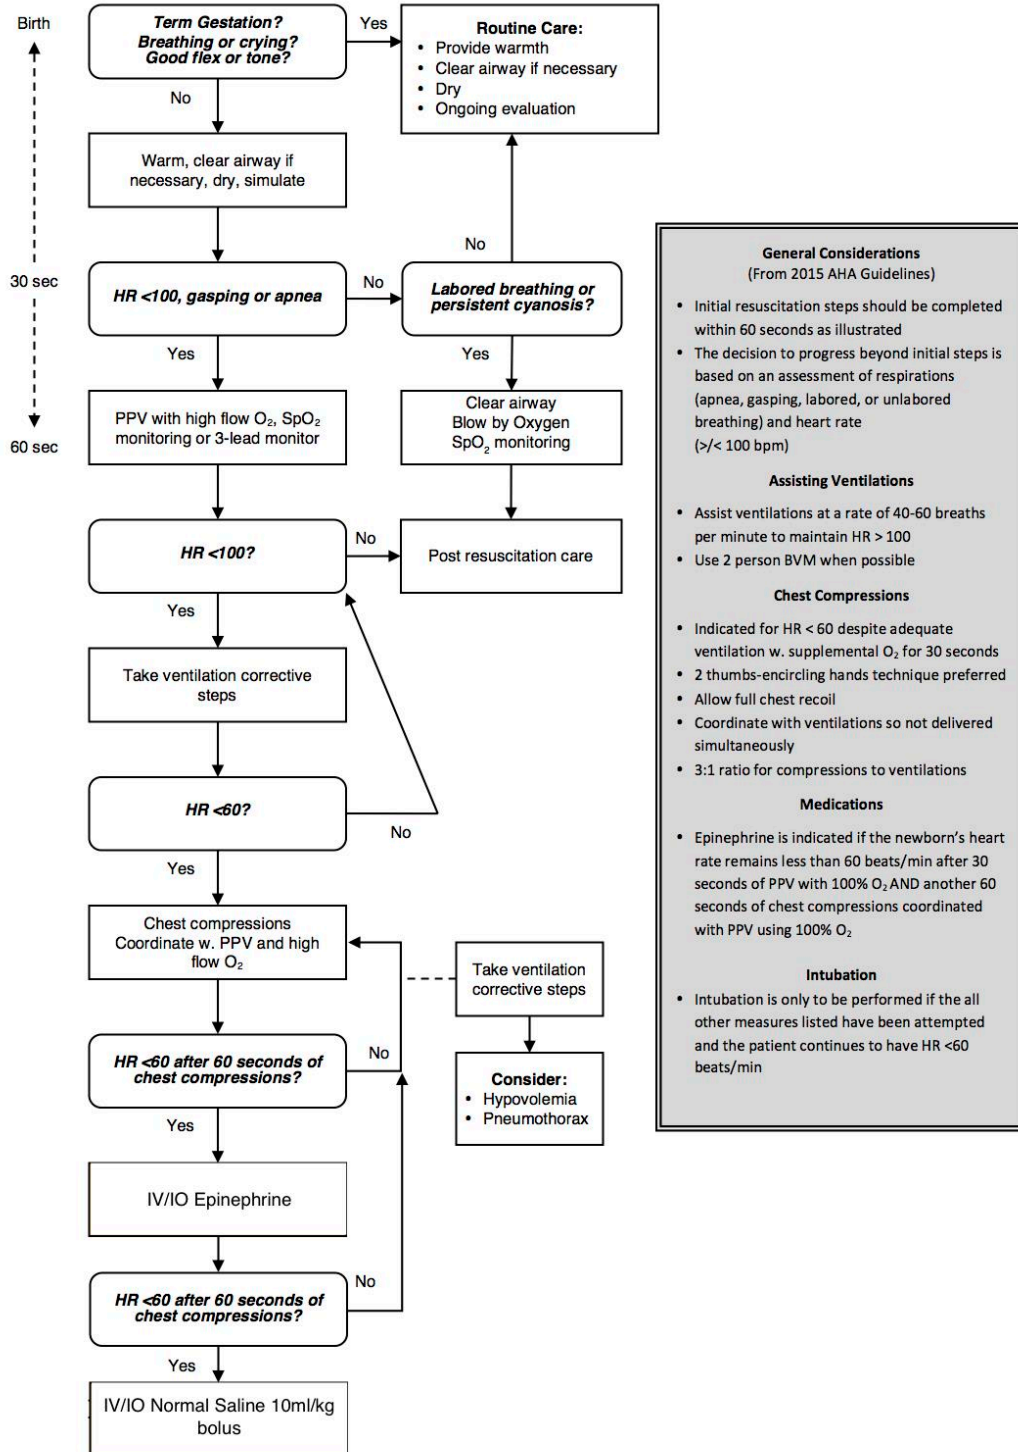 Birth
Term Gestation?
Breathing or crying?
Good flex or tone?
Yes
Routine Care:
• Provide warmth
• Clear airway if necessary
• Dry
• Ongoing evaluation
No
Warm, clear airway if
necessary, dry, simulate
30 sec
HR <100, gasping or apnea
No
Labored breathing or
persistent cyanosis?
No
Yes
Yes
60 sec
PPV with high flow O₂, SpO₂
monitoring or 3-lead monitor
Clear airway
Blow by Oxygen
SpO₂ monitoring
HR <100?
No
Post resuscitation care
Yes
Take ventilation corrective
steps
HR <60?
No
Yes
Chest compressions
Coordinate w. PPV and high
flow O₂
Take ventilation
corrective steps
HR <60 after 60 seconds of
chest compressions?
No
Consider:
• Hypovolemia
• Pneumothorax
Yes
IV/IO Epinephrine
HR <60 after 60 seconds of
chest compressions?
No
Yes
IV/IO Normal Saline 10ml/kg
bolus
General Considerations
(From 2015 AHA Guidelines)
• Initial resuscitation steps should be completed
within 60 seconds as illustrated
• The decision to progress beyond initial steps is
based on an assessment of respirations
(apnea, gasping, labored, or unlabored
breathing) and heart rate
(>/< 100 bpm)
Assisting Ventilations
• Assist ventilations at a rate of 40-60 breaths
per minute to maintain HR > 100
• Use 2 person BVM when possible
Chest Compressions
• Indicated for HR < 60 despite adequate
ventilation w. supplemental O₂ for 30 seconds
• 2 thumbs-encircling hands technique preferred
• Allow full chest recoil
• Coordinate with ventilations so not delivered
simultaneously
• 3:1 ratio for compressions to ventilations
Medications
• Epinephrine is indicated if the newborn's heart
rate remains less than 60 beats/min after 30
seconds of PPV with 100% O₂ AND another 60
seconds of chest compressions coordinated
with PPV using 100% O₂
Intubation
• Intubation is only to be performed if the all
other measures listed have been attempted
and the patient continues to have HR <60
beats/min